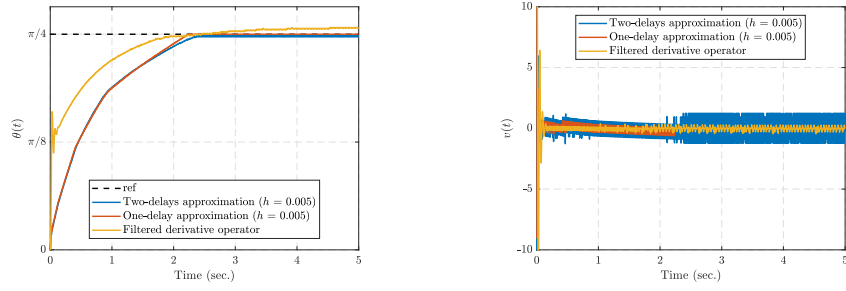 π/4
π/8
0
θ(t)
ref
Two-delays approximation (h = 0.005)
One-delay approximation (h = 0.005)
Filtered derivative operator
0 1 2 3 4 5
Time (sec.)
10
5
0
-5
-10
v(t)
Two-delays approximation (h = 0.005)
One-delay approximation (h = 0.005)
Filtered derivative operator
0 1 2 3 4 5
Time (sec.)